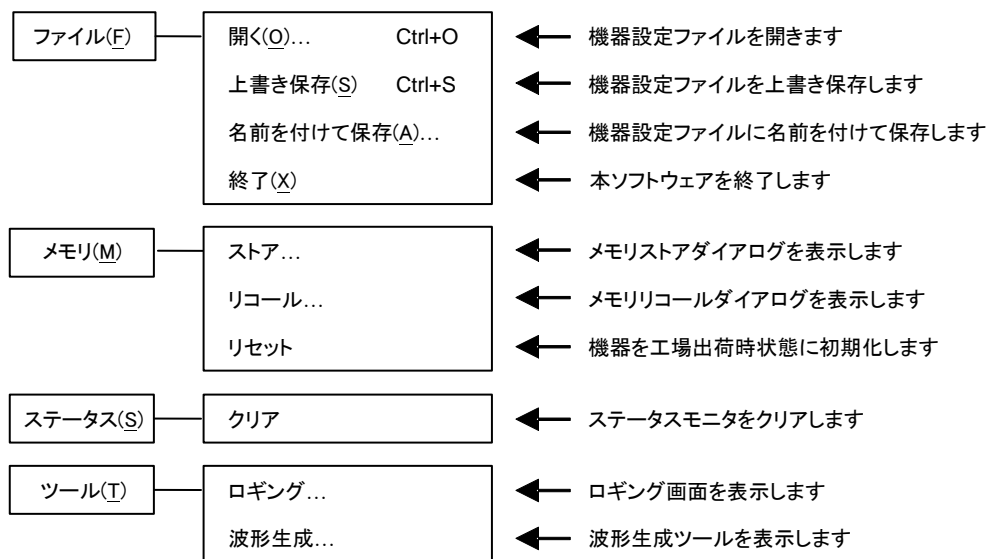 ファイル(F) 開く(O)... Ctrl+O 機器設定ファイルを開きます
上書き保存(S) Ctrl+S 機器設定ファイルを上書き保存します
名前を付けて保存(A)... 機器設定ファイルに名前を付けて保存します
終了(X) 本ソフトウェアを終了します
メモリ(M) ストア... メモリストアダイアログを表示します
リコール... メモリリコールダイアログを表示します
リセット 機器を工場出荷時状態に初期化します
ステータス(S) クリア ステータスモニタをクリアします
ツール(T) ロギング... ロギング画面を表示します
波形生成... 波形生成ツールを表示します